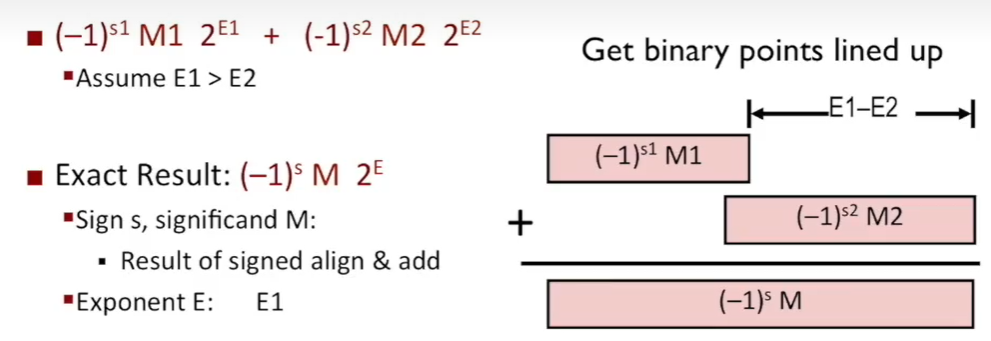 ▪ (–1)^s1 M1 2^E1 + (-1)^s2 M2 2^E2
▪Assume E1 > E2
▪ Exact Result: (–1)^s M 2^E
▪Sign s, significand M:
▪ Result of signed align & add
▪Exponent E: E1
Get binary points lined up
E1–E2
(–1)^s1 M1
+
(–1)^s2 M2
(–1)^s M